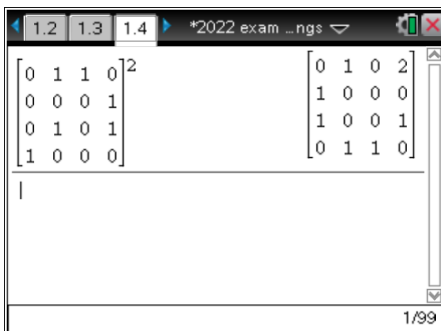 1.2 1.3 1.4 *2022 exam ...ngs
[0 1 1 0]² [0 1 0 2]
[0 0 0 1] [1 0 0 0]
[0 1 0 1] [1 0 0 1]
[1 0 0 0] [0 1 1 0]
1/99